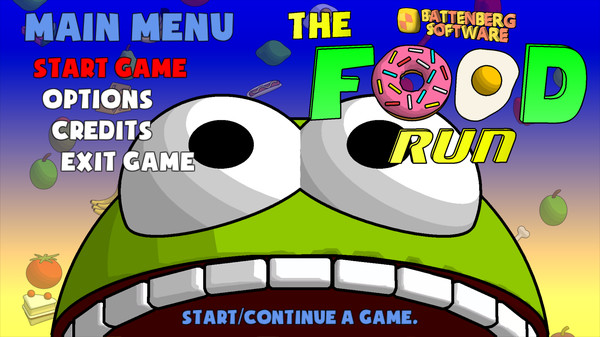 MAIN MENU
START GAME
OPTIONS
CREDITS
EXIT GAME
THE
BATTENBERG
SOFTWARE
FOOD
RUN
START/CONTINUE A GAME.